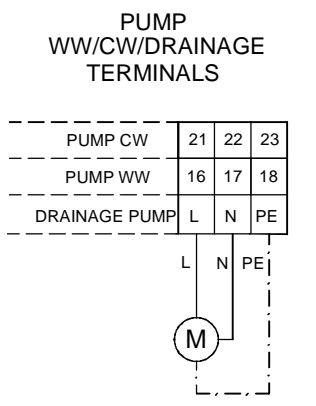 PUMP
WW/CW/DRAINAGE
TERMINALS
PUMP CW 21 22 23
PUMP WW 16 17 18
DRAINAGE PUMP L N PE
L N PE
M